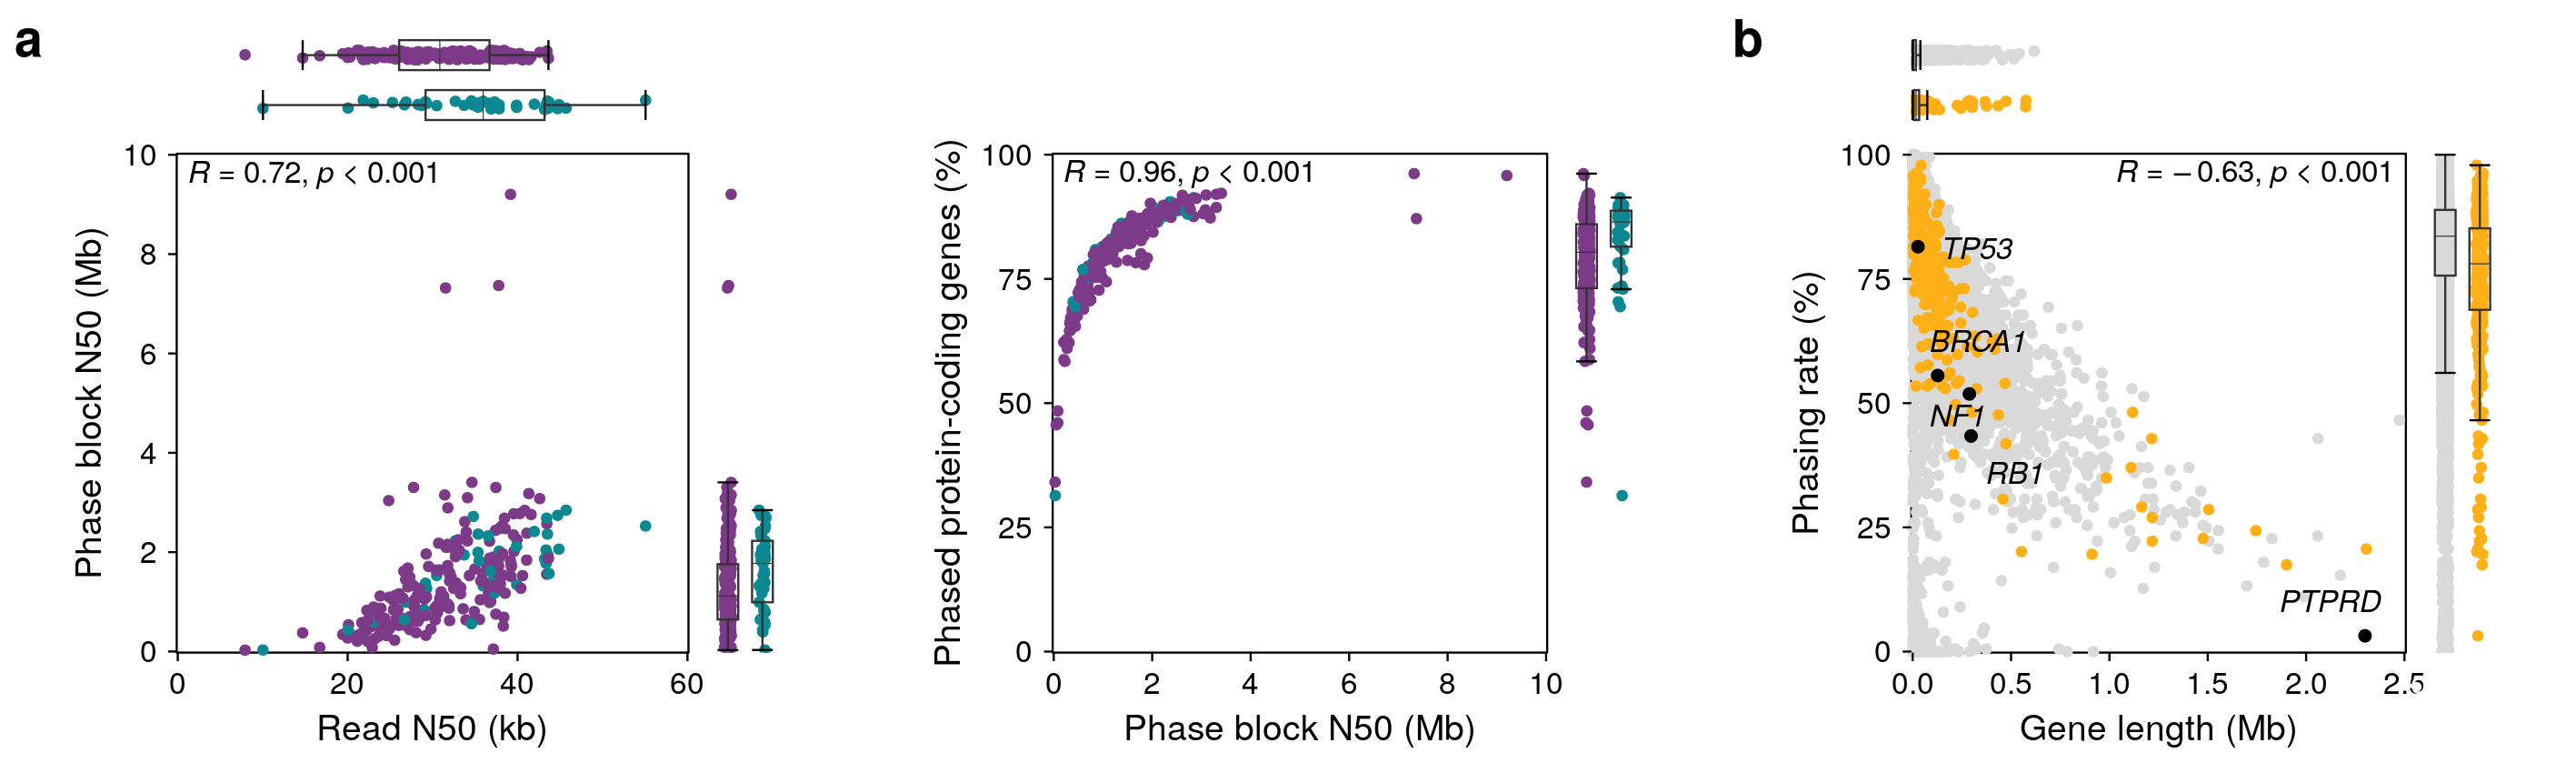 a
R = 0.72, p < 0.001
Phase block N50 (Mb)
10
8
6
4
2
0
0 20 40 60
Read N50 (kb)
R = 0.96, p < 0.001
Phased protein-coding genes (%)
100
75
50
25
0
0 2 4 6 8 10
Phase block N50 (Mb)
b
R = −0.63, p < 0.001
Phasing rate (%)
100
75
50
25
0
TP53
BRCA1
NF1
RB1
PTPRD
0.0 0.5 1.0 1.5 2.0 2.5
Gene length (Mb)